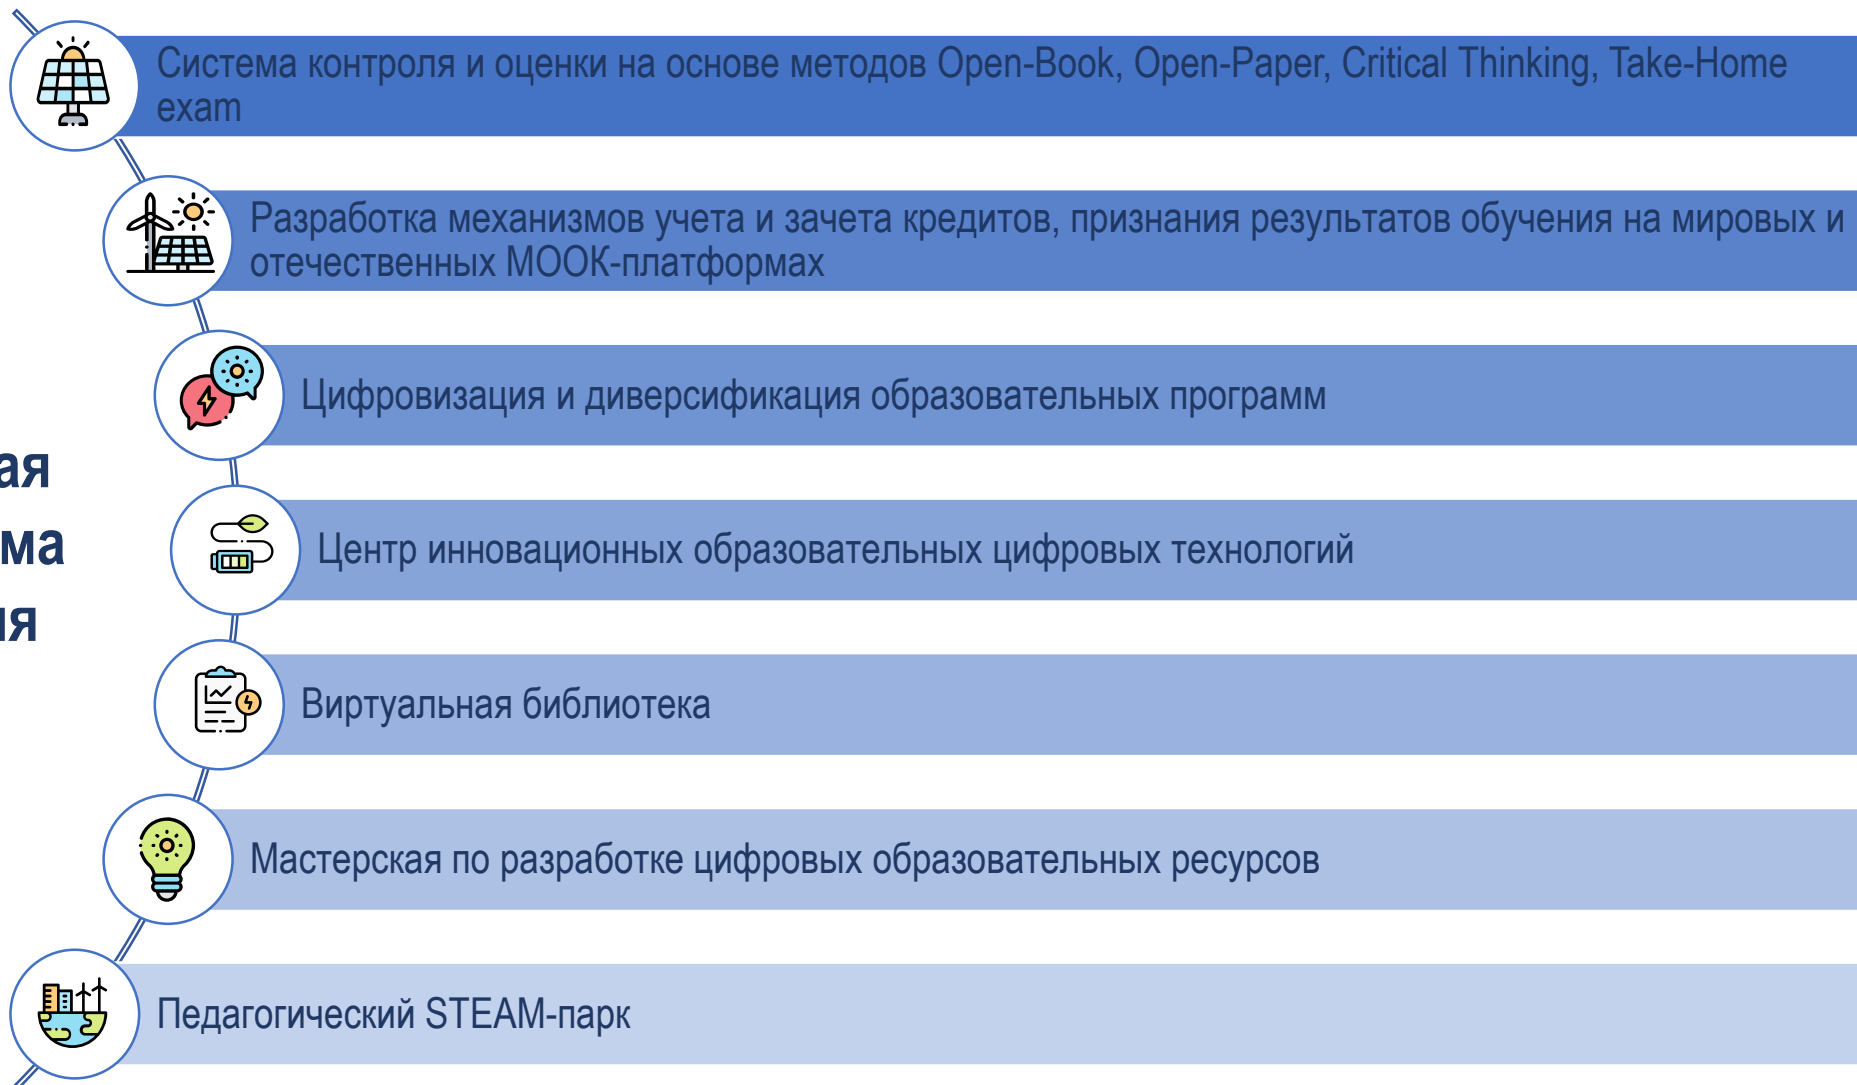 Система контроля и оценки на основе методов Open-Book, Open-Paper, Critical Thinking, Take-Home
exam
Разработка механизмов учета и зачета кредитов, признания результатов обучения на мировых и
отечественных МООК-платформах
Цифровизация и диверсификация образовательных программ
Центр инновационных образовательных цифровых технологий
Виртуальная библиотека
Мастерская по разработке цифровых образовательных ресурсов
Педагогический STEAM-парк